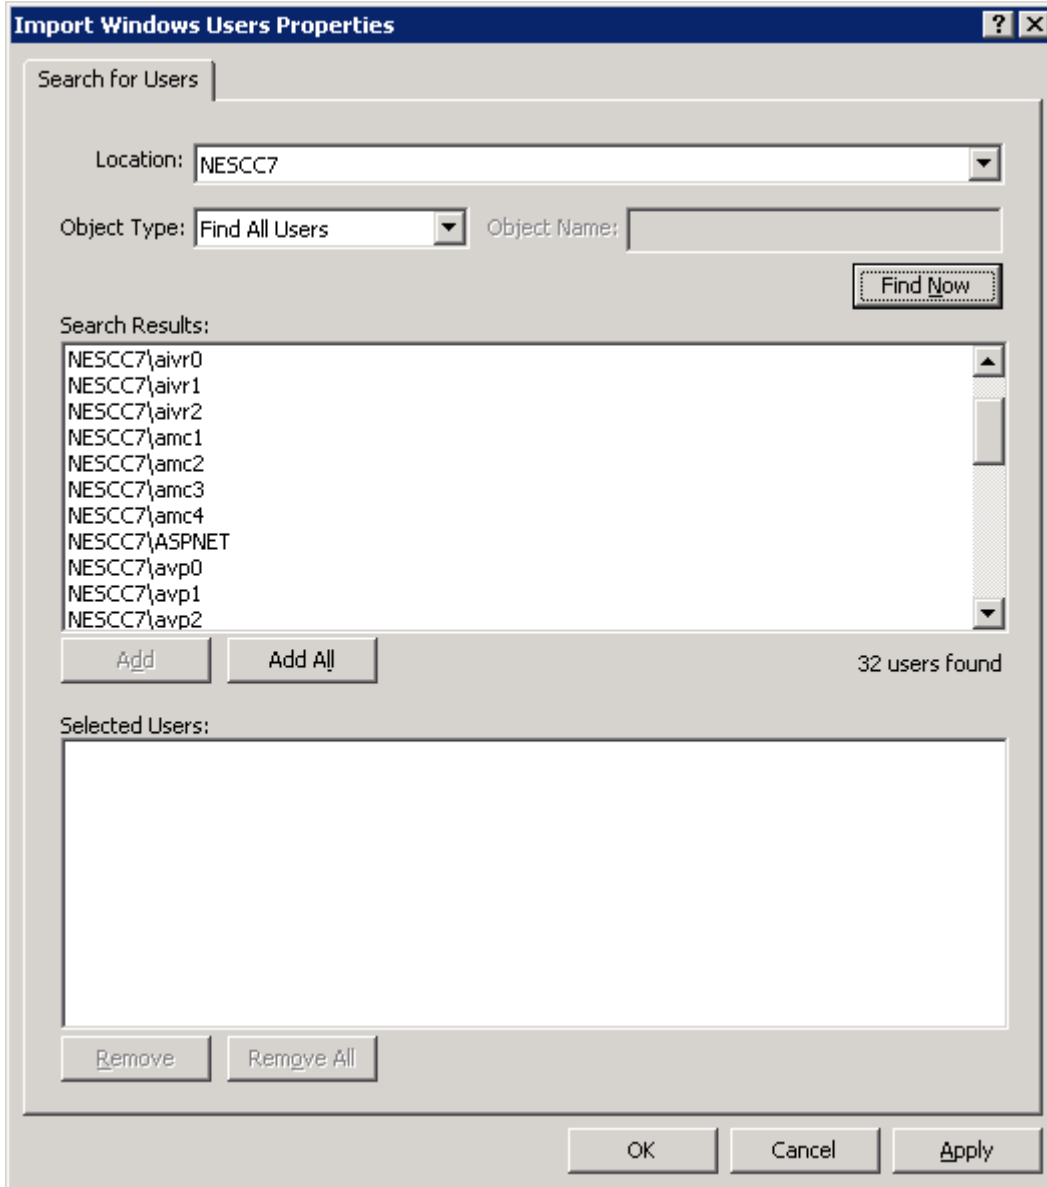 Import Windows Users Properties
Search for Users
Location: NESCC7
Object Type: Find All Users Object Name:
Find Now
Search Results:
NESCC7\aivr0
NESCC7\aivr1
NESCC7\aivr2
NESCC7\amc1
NESCC7\amc2
NESCC7\amc3
NESCC7\amc4
NESCC7\ASPNET
NESCC7\avp0
NESCC7\avp1
NESCC7\avp2
Add Add All 32 users found
Selected Users:
Remove Remove All
OK Cancel Apply